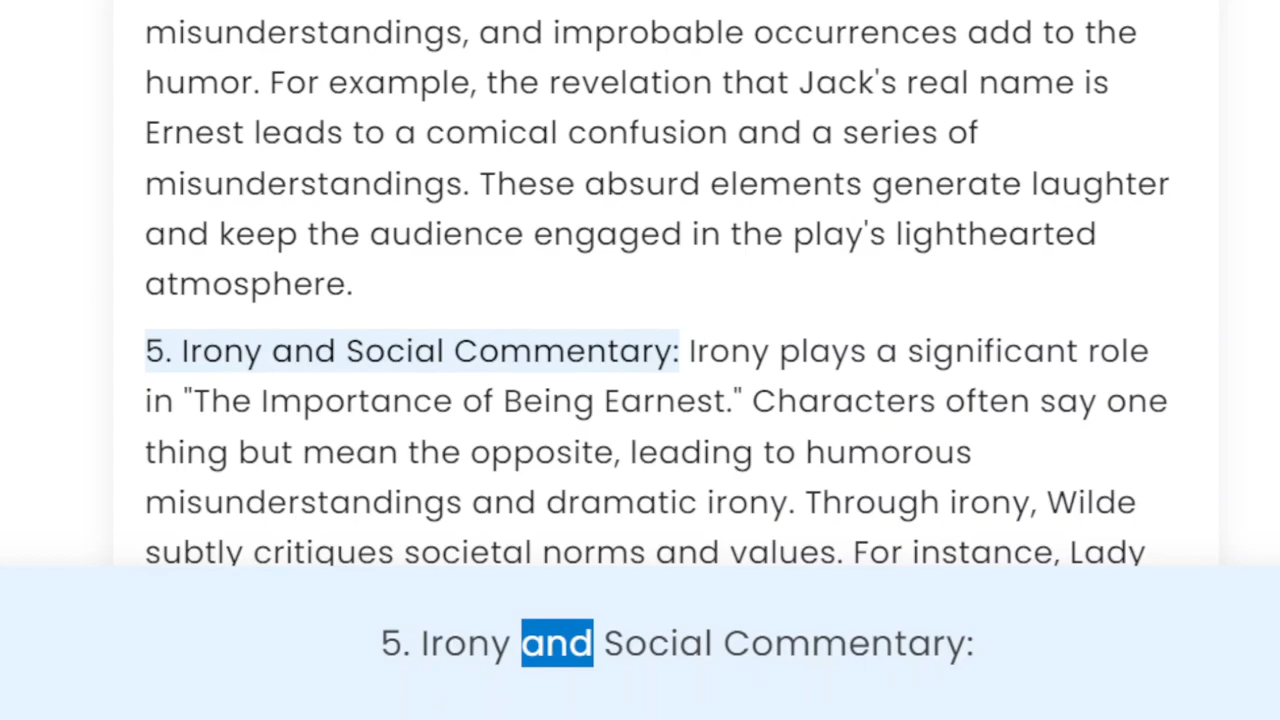 misunderstandings, and improbable occurrences add to the
humor. For example, the revelation that Jack's real name is
Ernest leads to a comical confusion and a series of
misunderstandings. These absurd elements generate laughter
and keep the audience engaged in the play's lighthearted
atmosphere.
5. Irony and Social Commentary: Irony plays a significant role
in "The Importance of Being Earnest." Characters often say one
thing but mean the opposite, leading to humorous
misunderstandings and dramatic irony. Through irony, Wilde
subtly critiques societal norms and values. For instance, Lady
5. Irony and Social Commentary: